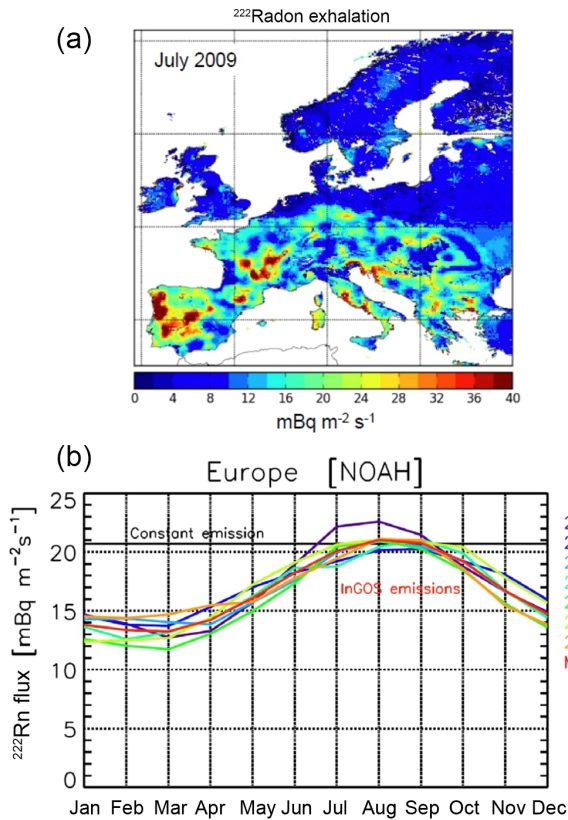 ²²²Radon exhalation
(a)
July 2009
0 4 8 12 16 20 24 28 32 36 40
mBq m⁻² s⁻¹
(b)
Europe [NOAH]
25
20
15
10
5
0
²²²Rn flux [mBq m⁻²s⁻¹]
Constant emission
InGOS emissions
Jan Feb Mar Apr May Jun Jul Aug Sep Oct Nov Dec